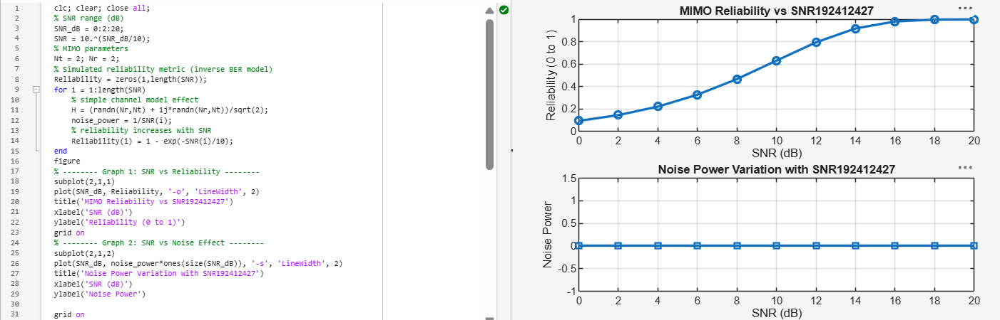 1 clc; clear; close all;
2 % SNR range (dB)
3 SNR_dB = 0:2:20;
4 SNR = 10.^(SNR_dB/10);
5 % MIMO parameters
6 Nt = 2; Nr = 2;
7 % Simulated reliability metric (inverse BER model)
8 Reliability = zeros(1,length(SNR));
9 for i = 1:length(SNR)
10 % simple channel model effect
11 H = (randn(Nr,Nt) + 1j*randn(Nr,Nt))/sqrt(2);
12 noise_power = 1/SNR(i);
13 % reliability increases with SNR
14 Reliability(i) = 1 - exp(-SNR(i)/10);
15 end
16 figure
17 % -------- Graph 1: SNR vs Reliability --------
18 subplot(2,1,1)
19 plot(SNR_dB, Reliability, '-o', 'LineWidth', 2)
20 title('MIMO Reliability vs SNR192412427')
21 xlabel('SNR (dB)')
22 ylabel('Reliability (0 to 1)')
23 grid on
24 % -------- Graph 2: SNR vs Noise Effect --------
25 subplot(2,1,2)
26 plot(SNR_dB, noise_power*ones(size(SNR_dB)), '-s', 'LineWidth', 2)
27 title('Noise Power Variation with SNR192412427')
28 xlabel('SNR (dB)')
29 ylabel('Noise Power')
30
31 grid on
MIMO Reliability vs SNR192412427
Reliability (0 to 1)
1
0.8
0.6
0.4
0.2
0
0 2 4 6 8 10 12 14 16 18 20
SNR (dB)
Noise Power Variation with SNR192412427
Noise Power
1.5
1
0.5
0
-0.5
-1
0 2 4 6 8 10 12 14 16 18 20
SNR (dB)